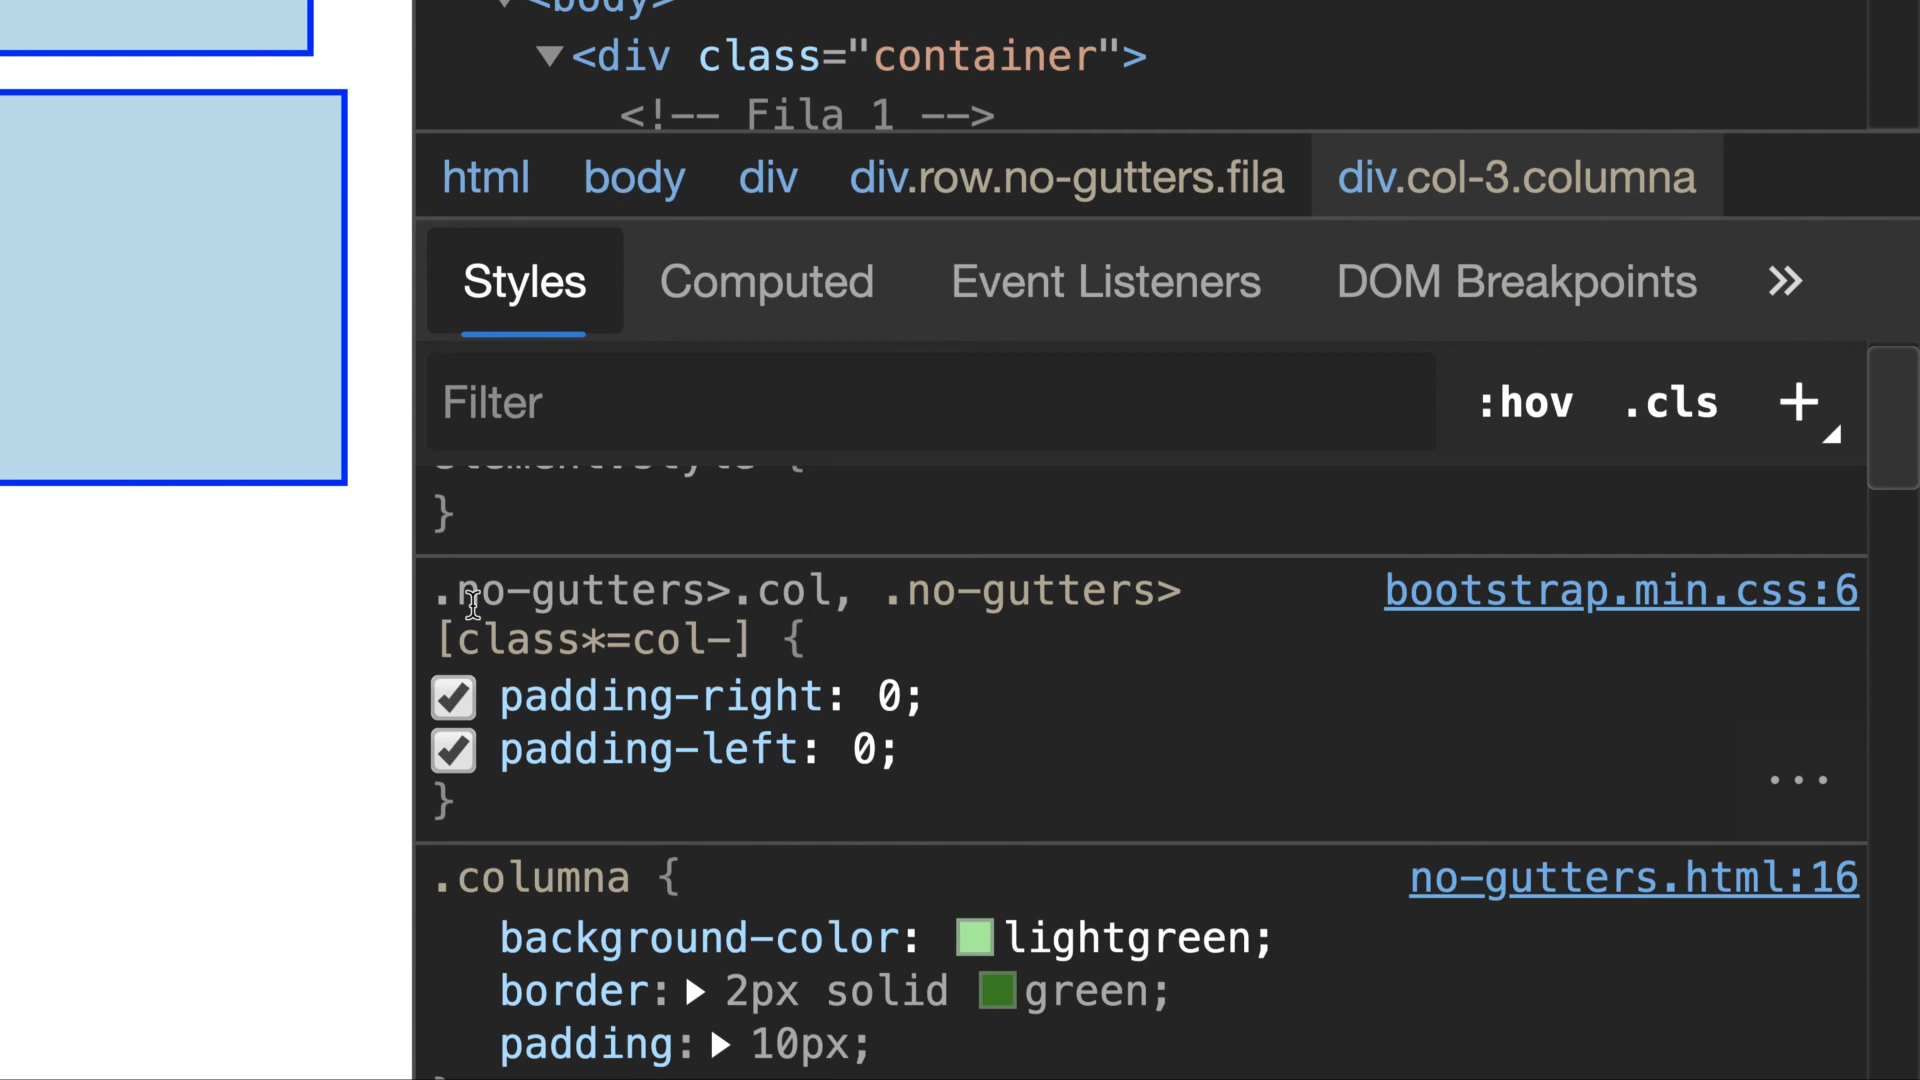 <body>
▼<div class="container">
<!-- Fila 1 -->
html body div div.row.no-gutters.fila div.col-3.columna
Styles Computed Event Listeners DOM Breakpoints »
Filter :hov .cls +
element.style {
}
.no-gutters>.col, .no-gutters> bootstrap.min.css:6
[class*=col-] {
padding-right: 0;
padding-left: 0;
...
}
.columna { no-gutters.html:16
background-color: lightgreen;
border: ▶ 2px solid green;
padding: ▶ 10px;